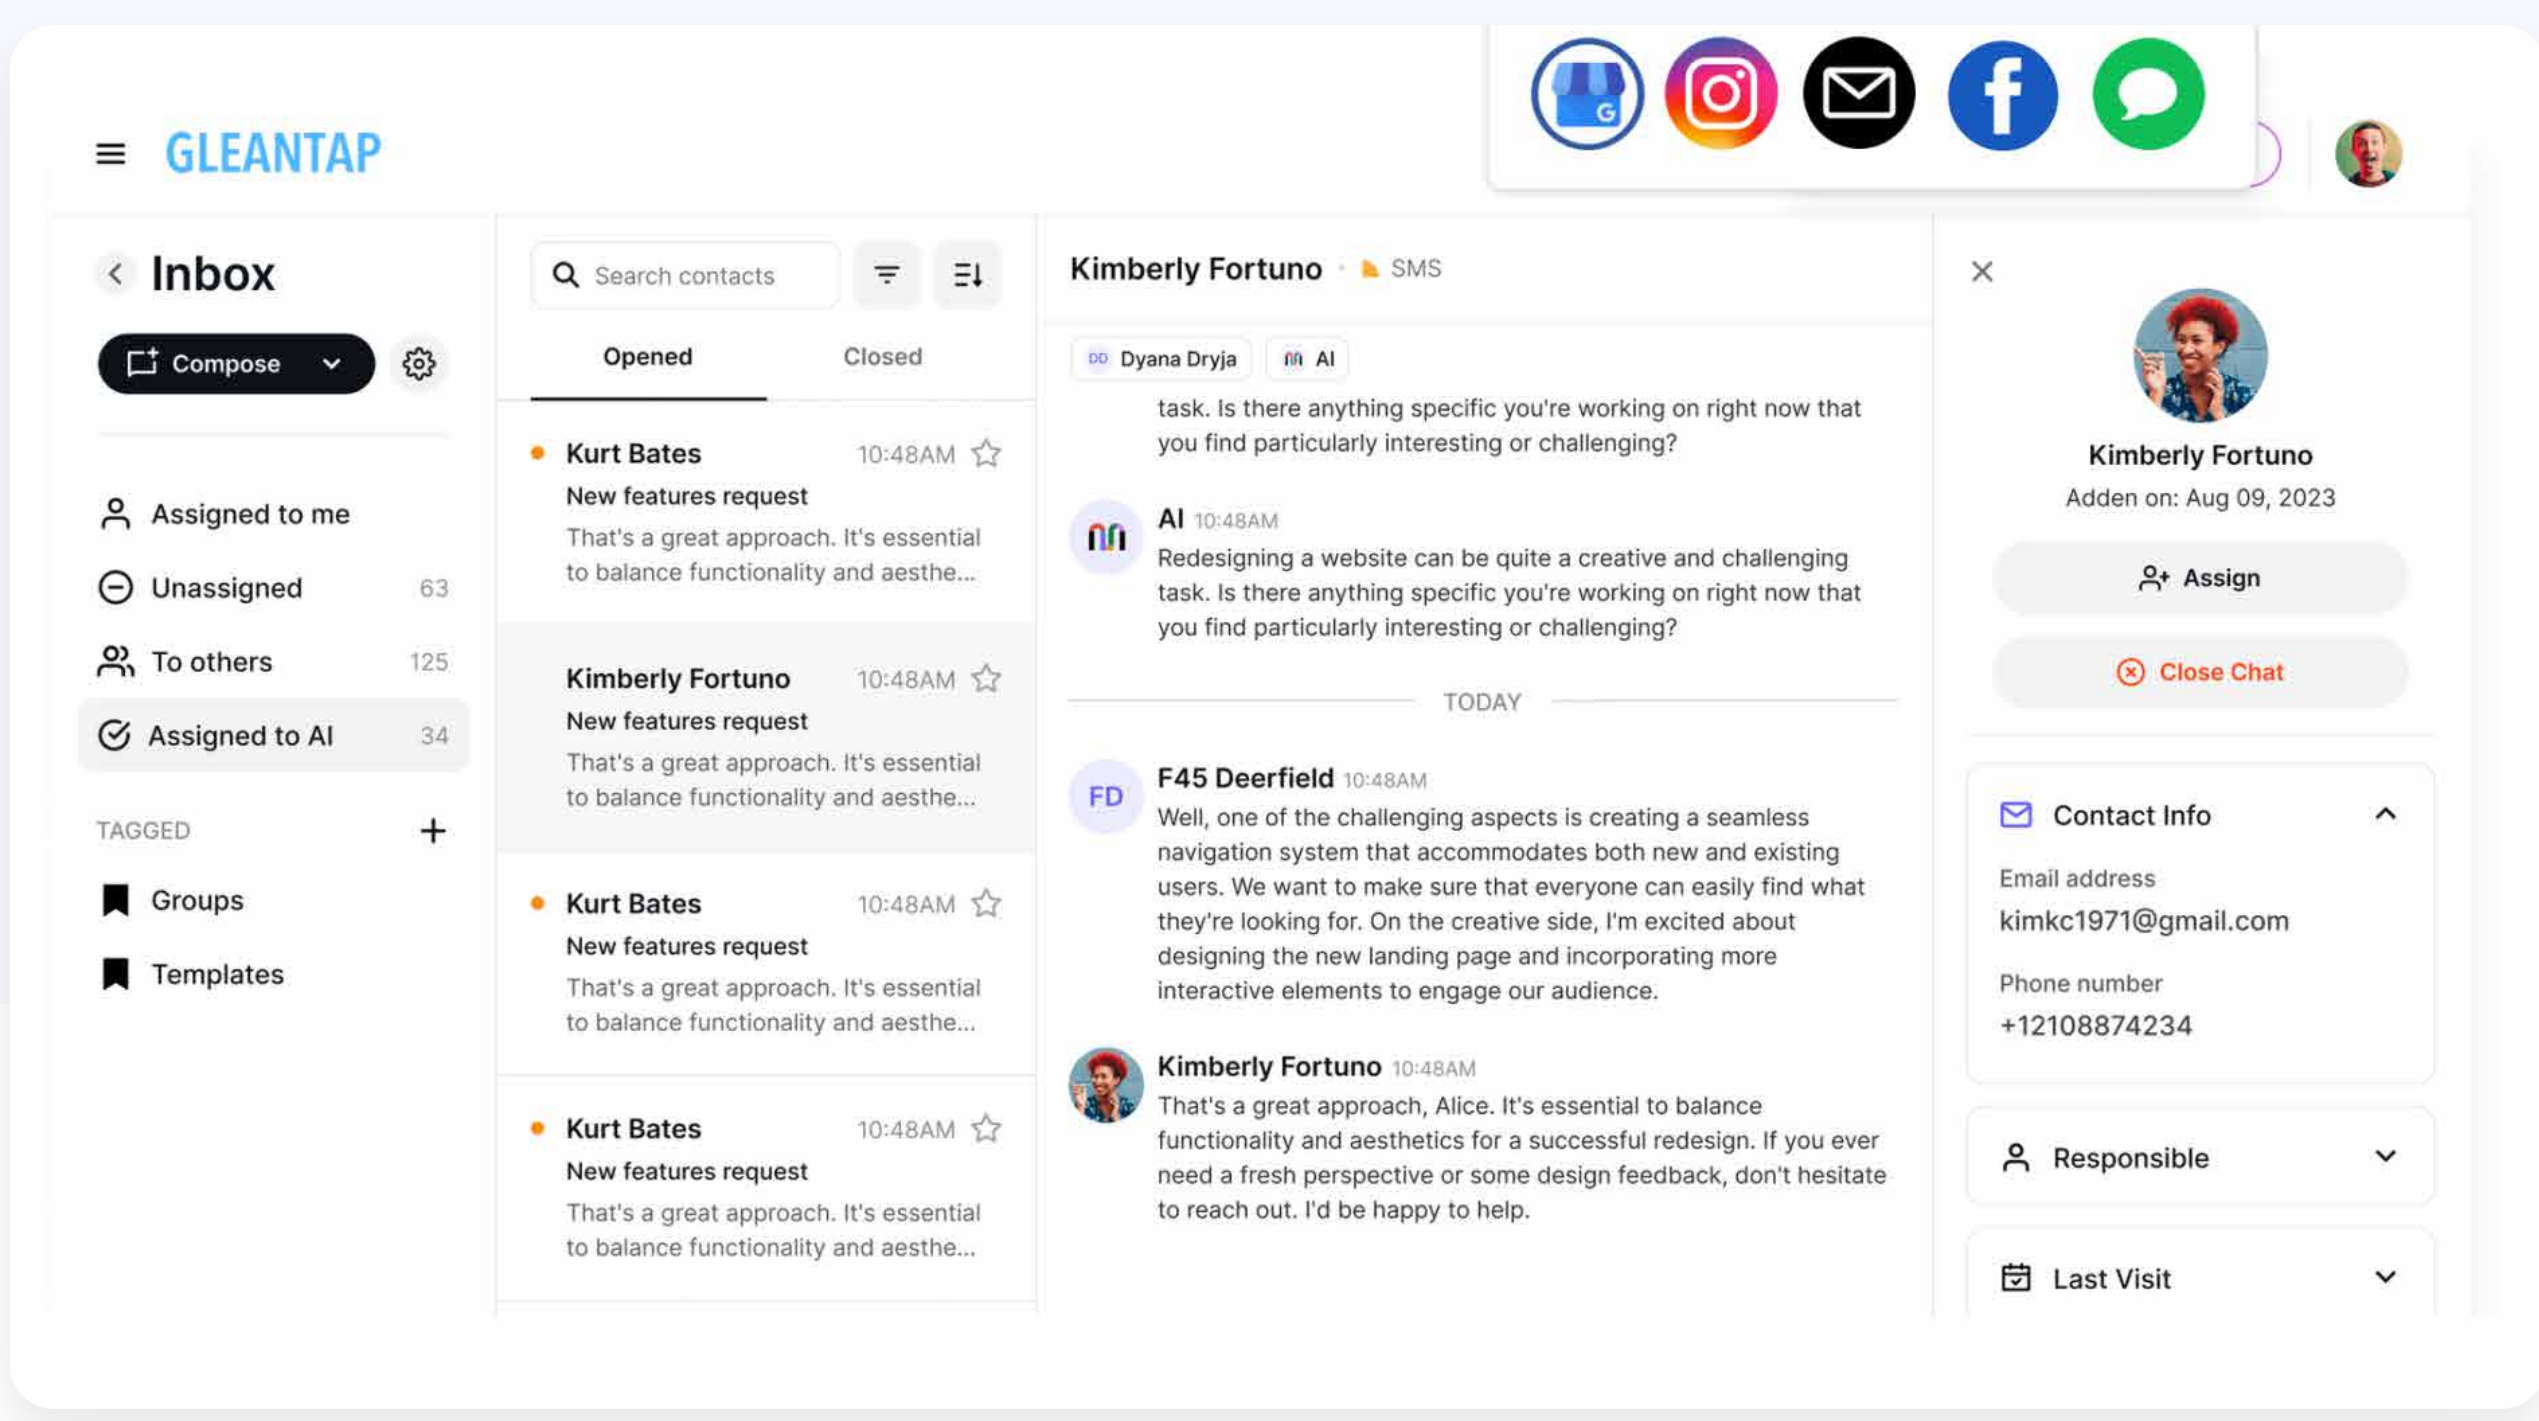 GLEANTAP
G
Inbox
Compose
Assigned to me
Unassigned 63
To others 125
Assigned to AI 34
TAGGED
Groups
Templates
Search contacts
Opened Closed
Kurt Bates 10:48AM
New features request
That's a great approach. It's essential
to balance functionality and aesthe...
Kimberly Fortuno 10:48AM
New features request
That's a great approach. It's essential
to balance functionality and aesthe...
Kurt Bates 10:48AM
New features request
That's a great approach. It's essential
to balance functionality and aesthe...
Kurt Bates 10:48AM
New features request
That's a great approach. It's essential
to balance functionality and aesthe...
Kimberly Fortuno SMS
DD Dyana Dryja AI
task. Is there anything specific you're working on right now that
you find particularly interesting or challenging?
AI 10:48AM
Redesigning a website can be quite a creative and challenging
task. Is there anything specific you're working on right now that
you find particularly interesting or challenging?
TODAY
FD F45 Deerfield 10:48AM
Well, one of the challenging aspects is creating a seamless
navigation system that accommodates both new and existing
users. We want to make sure that everyone can easily find what
they're looking for. On the creative side, I'm excited about
designing the new landing page and incorporating more
interactive elements to engage our audience.
Kimberly Fortuno 10:48AM
That's a great approach, Alice. It's essential to balance
functionality and aesthetics for a successful redesign. If you ever
need a fresh perspective or some design feedback, don't hesitate
to reach out. I'd be happy to help.
Kimberly Fortuno
Adden on: Aug 09, 2023
Assign
Close Chat
Contact Info
Email address
kimkc1971@gmail.com
Phone number
+12108874234
Responsible
Last Visit